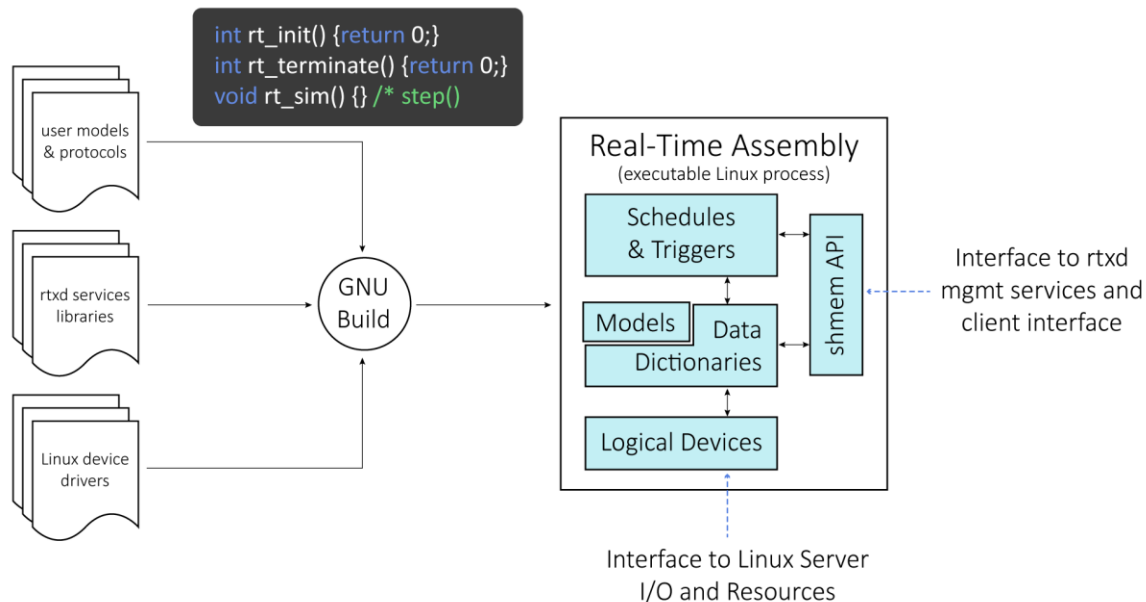 int rt_init() {return 0;}
int rt_terminate() {return 0;}
void rt_sim() {} /* step()
user models
& protocols
rtxd services
libraries
Linux device
drivers
GNU
Build
Real-Time Assembly
(executable Linux process)
Schedules
& Triggers
Models
Data
Dictionaries
Logical Devices
shmem API
Interface to rtxd
mgmt services and
client interface
Interface to Linux Server
I/O and Resources